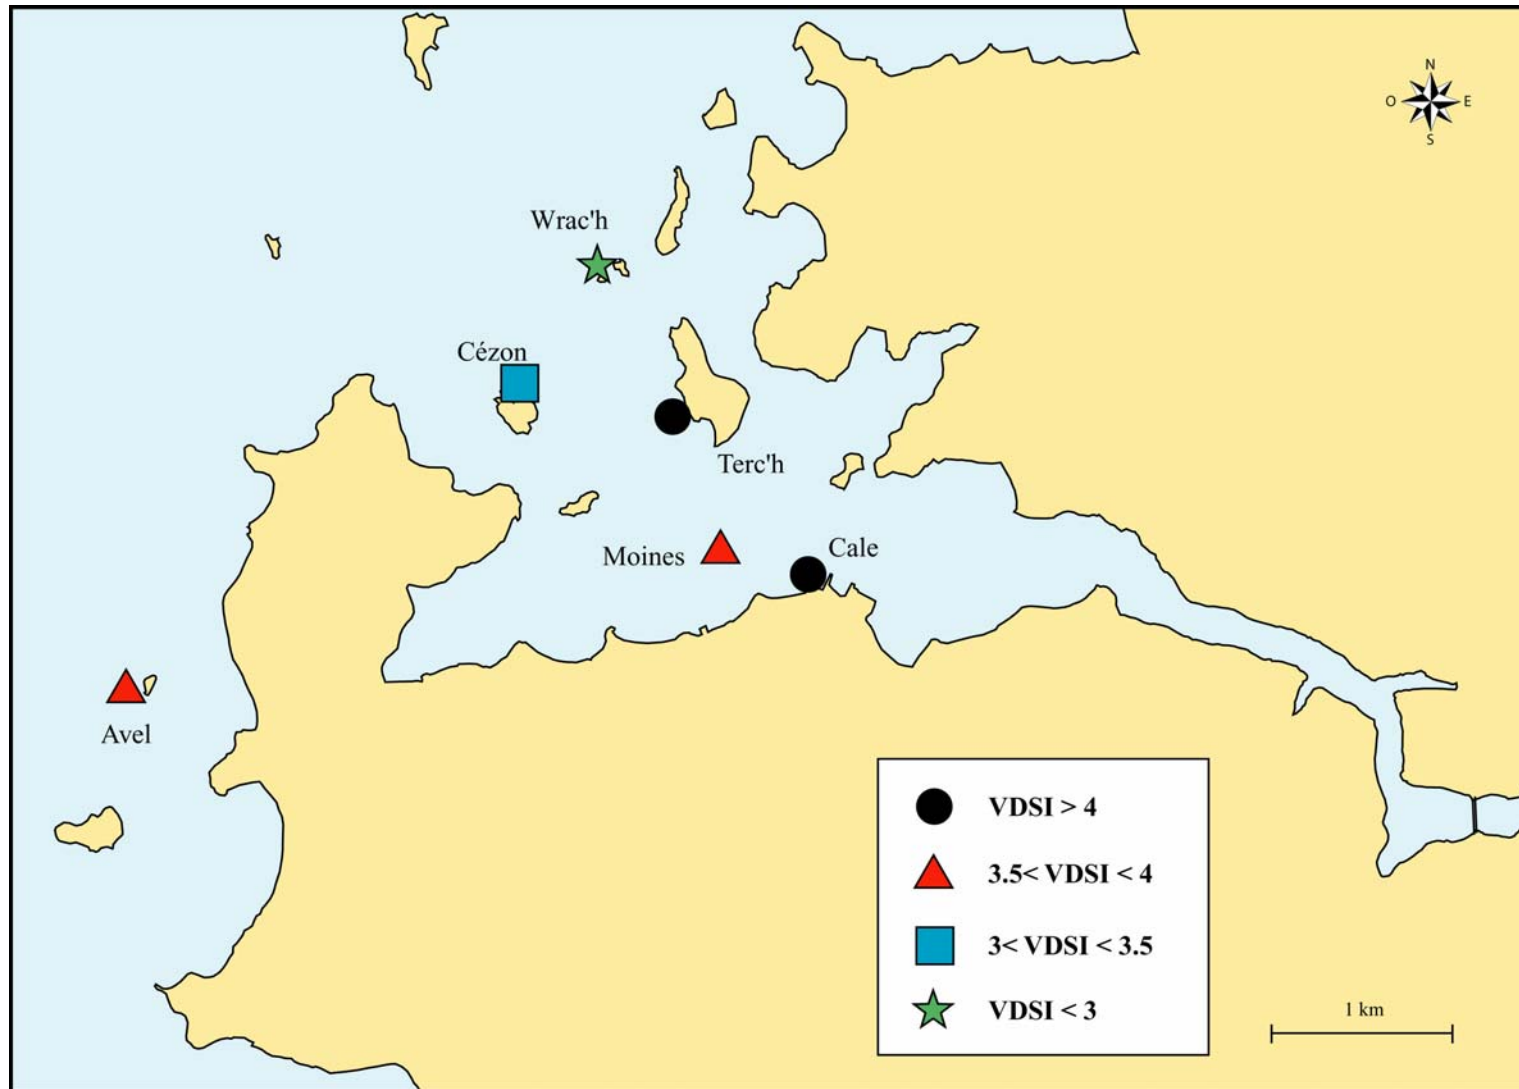 N
O E
S
Wrac'h
Cézon
Terc'h
Moines
Cale
Avel
VDSI > 4
3.5< VDSI < 4
3< VDSI < 3.5
VDSI < 3
1 km